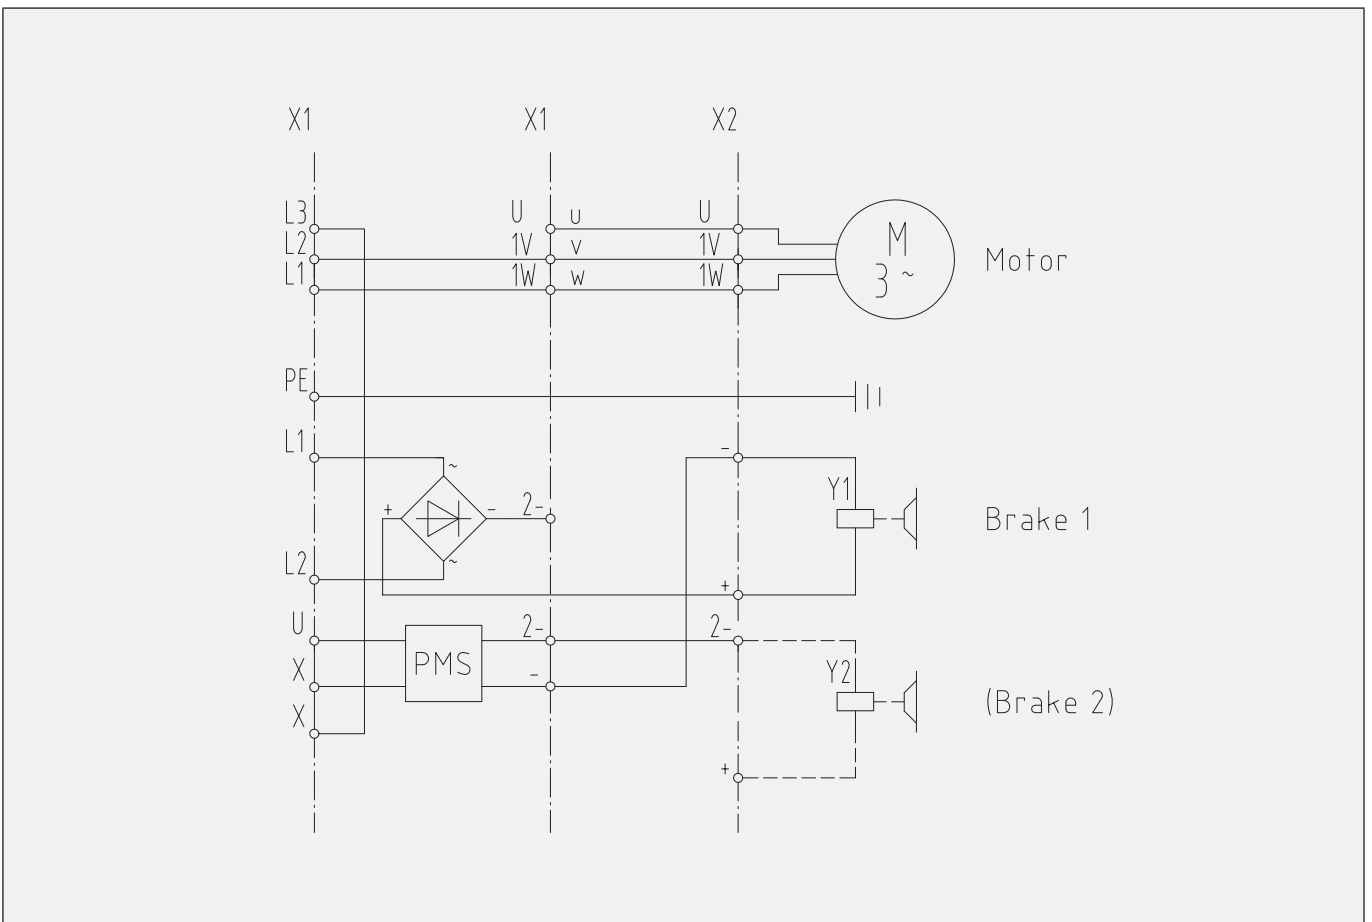 X1 X1 X2
L3 U u U
L2 1V v 1V
L1 1W w 1W
M
3 ~
Motor
PE
L1
~
-
+ - 2-
Y1
Brake 1
L2
~
+
U 2- 2-
PMS
X -
Y2
(Brake 2)
X
+